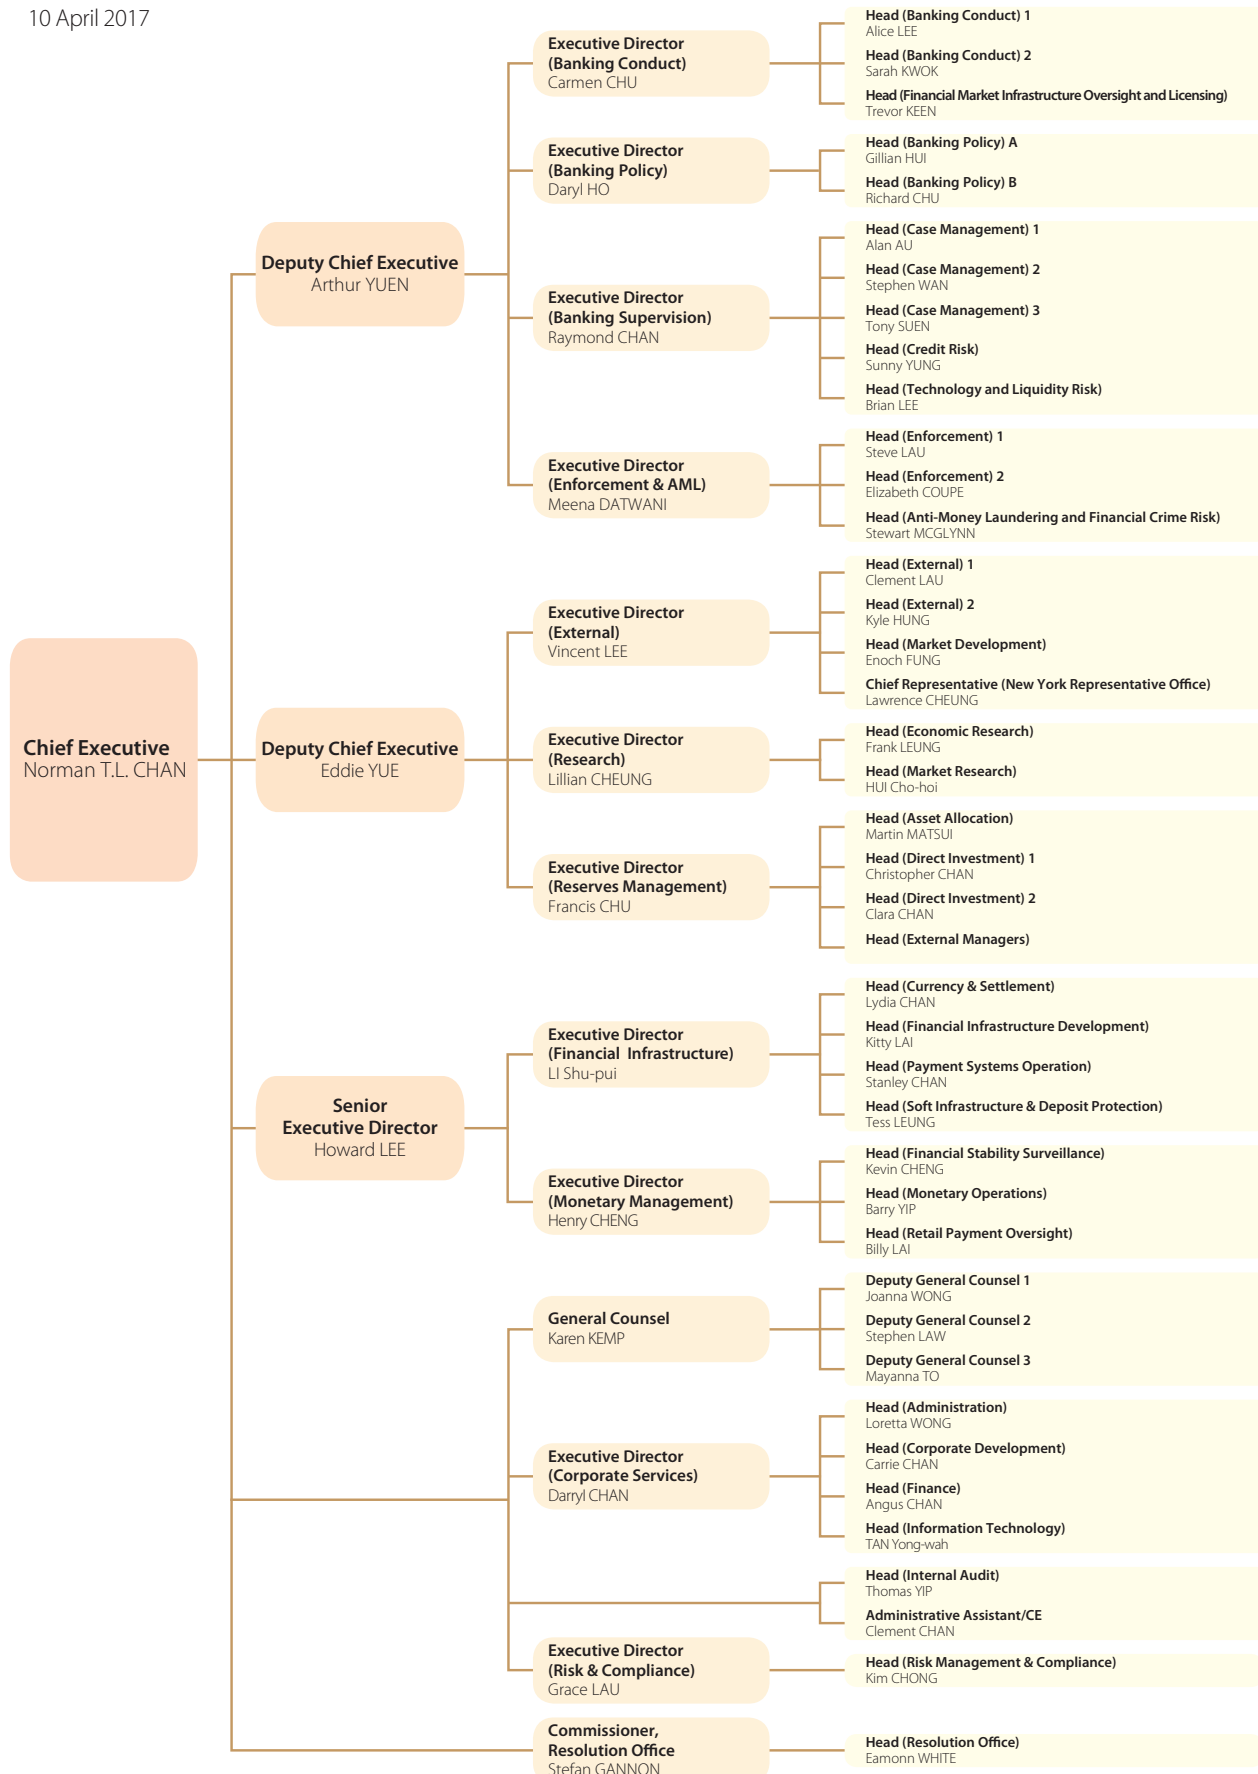 10 April 2017
Chief Executive
Norman T.L. CHAN
Deputy Chief Executive
Arthur YUEN
Executive Director
(Banking Conduct)
Carmen CHU
Head (Banking Conduct) 1
Alice LEE
Head (Banking Conduct) 2
Sarah KWOK
Head (Financial Market Infrastructure Oversight and Licensing)
Trevor KEEN
Executive Director
(Banking Policy)
Daryl HO
Head (Banking Policy) A
Gillian HUI
Head (Banking Policy) B
Richard CHU
Executive Director
(Banking Supervision)
Raymond CHAN
Head (Case Management) 1
Alan AU
Head (Case Management) 2
Stephen WAN
Head (Case Management) 3
Tony SUEN
Head (Credit Risk)
Sunny YUNG
Head (Technology and Liquidity Risk)
Brian LEE
Executive Director
(Enforcement & AML)
Meena DATWANI
Head (Enforcement) 1
Steve LAU
Head (Enforcement) 2
Elizabeth COUPE
Head (Anti-Money Laundering and Financial Crime Risk)
Stewart MCGLYNN
Deputy Chief Executive
Eddie YUE
Executive Director
(External)
Vincent LEE
Head (External) 1
Clement LAU
Head (External) 2
Kyle HUNG
Head (Market Development)
Enoch FUNG
Chief Representative (New York Representative Office)
Lawrence CHEUNG
Executive Director
(Research)
Lillian CHEUNG
Head (Economic Research)
Frank LEUNG
Head (Market Research)
HUI Cho-hoi
Executive Director
(Reserves Management)
Francis CHU
Head (Asset Allocation)
Martin MATSUI
Head (Direct Investment) 1
Christopher CHAN
Head (Direct Investment) 2
Clara CHAN
Head (External Managers)
Senior
Executive Director
Howard LEE
Executive Director
(Financial Infrastructure)
LI Shu-pui
Head (Currency & Settlement)
Lydia CHAN
Head (Financial Infrastructure Development)
Kitty LAI
Head (Payment Systems Operation)
Stanley CHAN
Head (Soft Infrastructure & Deposit Protection)
Tess LEUNG
Executive Director
(Monetary Management)
Henry CHENG
Head (Financial Stability Surveillance)
Kevin CHENG
Head (Monetary Operations)
Barry YIP
Head (Retail Payment Oversight)
Billy LAI
General Counsel
Karen KEMP
Deputy General Counsel 1
Joanna WONG
Deputy General Counsel 2
Stephen LAW
Deputy General Counsel 3
Mayanna TO
Executive Director
(Corporate Services)
Darryl CHAN
Head (Administration)
Loretta WONG
Head (Corporate Development)
Carrie CHAN
Head (Finance)
Angus CHAN
Head (Information Technology)
TAN Yong-wah
Head (Internal Audit)
Thomas YIP
Administrative Assistant/CE
Clement CHAN
Executive Director
(Risk & Compliance)
Grace LAU
Head (Risk Management & Compliance)
Kim CHONG
Commissioner,
Resolution Office
Stefan GANNON
Head (Resolution Office)
Eamonn WHITE